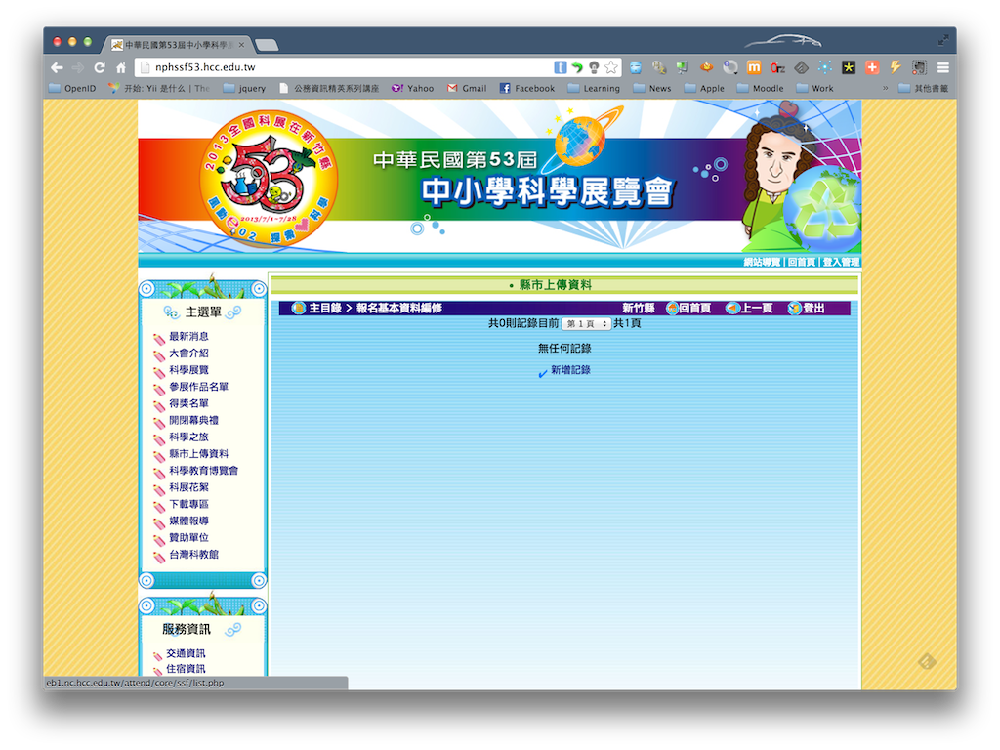 中華民國第53屆中小學科學
nphssf53.hcc.edu.tw
OpenID
开始: Yii 是什么 | The
jquery
公務資訊精英系列講座
Yahoo
Gmail
Facebook
Learning
News
Apple
Moodle
Work
»
其他書籤
2013全國科展在新竹縣
53
2013/7/1-7/28
風動e02 探索科學
中華民國第53屆
中小學科學展覽會
網站導覽 | 回首頁 | 登入管理
主選單
最新消息
大會介紹
科學展覽
參展作品名單
得獎名單
開閉幕典禮
科學之旅
縣市上傳資料
科學教育博覽會
科展花絮
下載專區
媒體報導
贊助單位
台灣科教館
服務資訊
交通資訊
住宿資訊
• 縣市上傳資料
主目錄 > 報名基本資料編修
新竹縣 回首頁 上一頁 登出
共0則記錄目前 第 1 頁 共1頁
無任何記錄
新增記錄
eb1.nc.hcc.edu.tw/attend/core/ssf/list.php